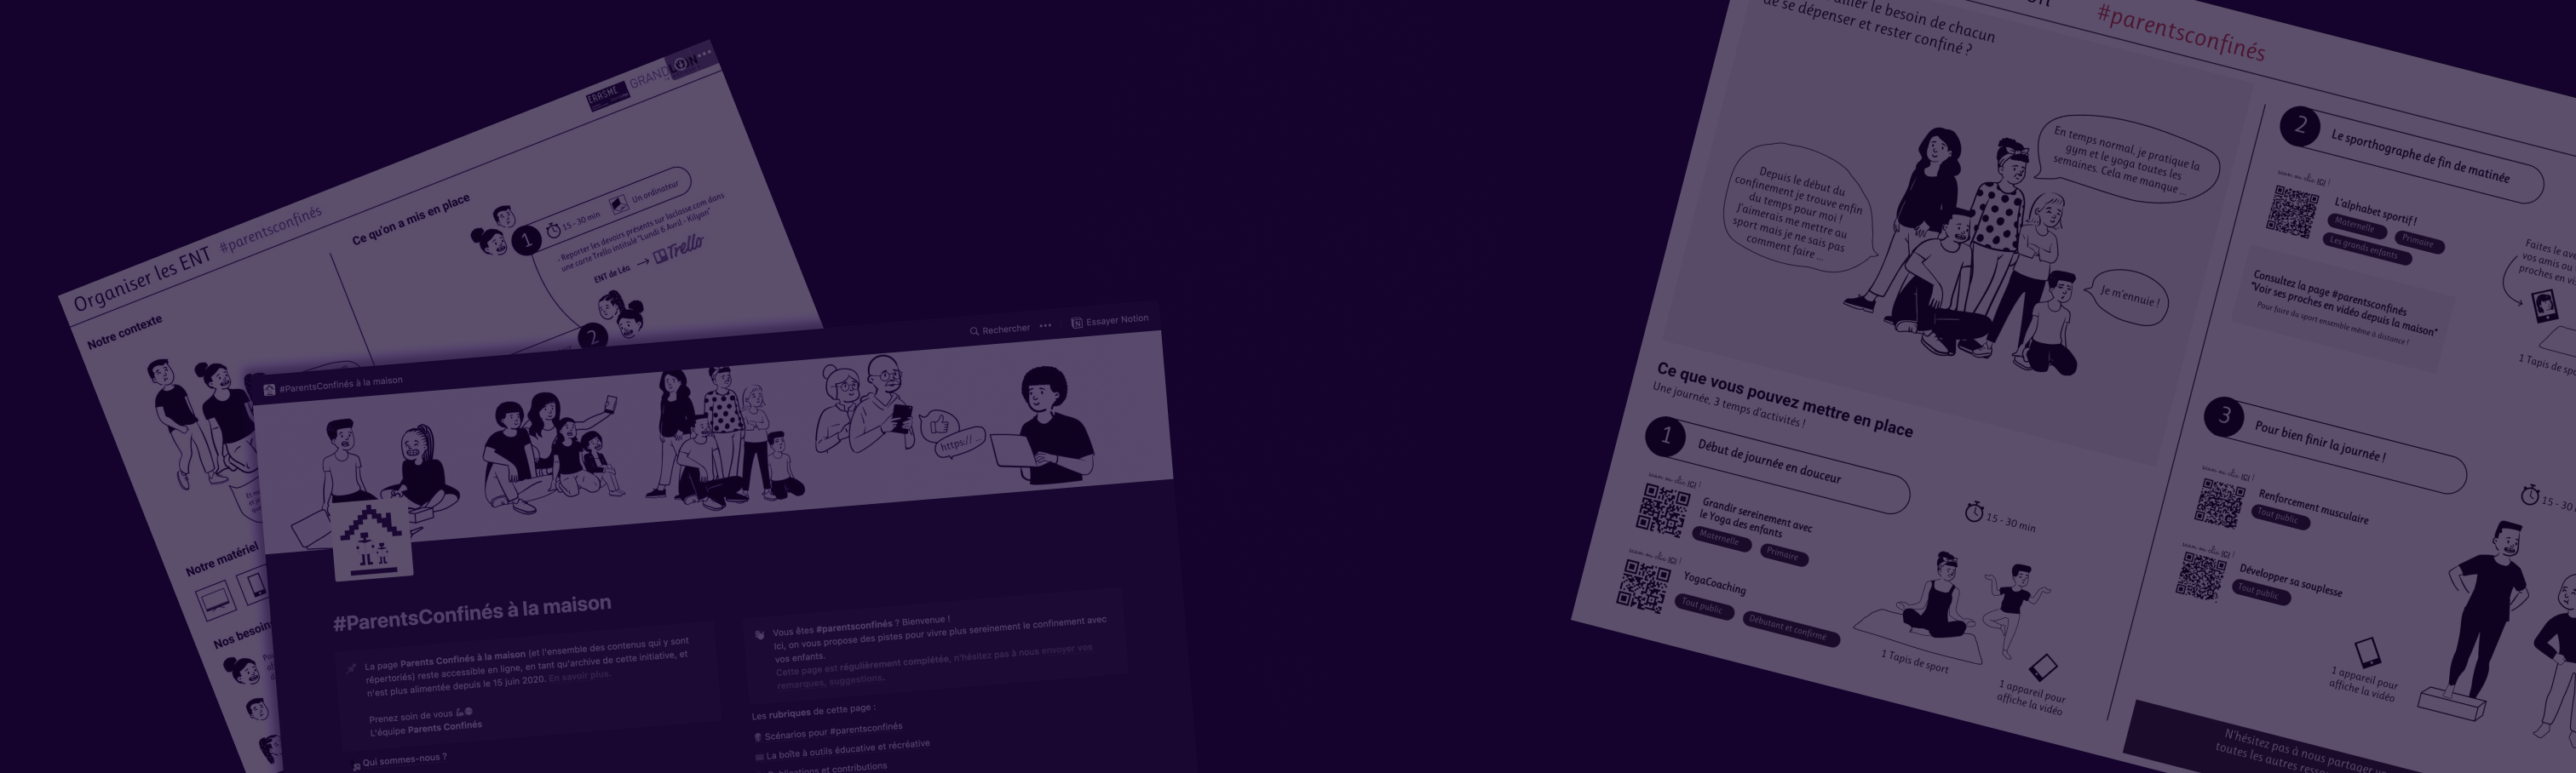 ERASME
GRANDLYON
Organiser les ENT #parentsconfinés
Notre contexte
Ce qu'on a mis en place
1
15 - 30 min
Un ordinateur
- Reporter les devoirs présents sur laclasse.com dans
une carte Trello intitulé "Lundi 6 Avril - Kilyan"
ENT de Léa → Trello
2
Notre matériel
Nos besoins
#ParentsConfinés à la maison
Rechercher
Essayer Notion
https:// ...
#ParentsConfinés à la maison
La page Parents Confinés à la maison (et l'ensemble des contenus qui y sont
répertoriés) reste accessible en ligne, en tant qu'archive de cette initiative, et
n'est plus alimentée depuis le 15 juin 2020. En savoir plus.
Prenez soin de vous
L'équipe Parents Confinés
Qui sommes-nous ?
Vous êtes #parentsconfinés ? Bienvenue !
Ici, on vous propose des pistes pour vivre plus sereinement le confinement avec
vos enfants.
Cette page est régulièrement complétée, n'hésitez pas à nous envoyer vos
remarques, suggestions.
Les rubriques de cette page :
Scénarios pour #parentsconfinés
La boîte à outils éducative et récréative
Publications et contributions
#parentsconfinés
le besoin de chacun
de se dépenser et rester confiné ?
Depuis le début du
confinement je trouve enfin
du temps pour moi !
J'aimerais me mettre au
sport mais je ne sais pas
comment faire ...
En temps normal, je pratique la
gym et le yoga toutes les
semaines. Cela me manque ...
Je m'ennuie !
Ce que vous pouvez mettre en place
Une journée, 3 temps d'activités !
1
Début de journée en douceur
Grandir sereinement avec
le Yoga des enfants
Maternelle
Primaire
15 - 30 min
YogaCoaching
Tout public
Débutant et confirmé
1 Tapis de sport
1 appareil pour
affiche la vidéo
2
Le sporthographe de fin de matinée
L'alphabet sportif !
Maternelle
Primaire
Les grands enfants
Consultez la page #parentsconfinés
"Voir ses proches en vidéo depuis la maison"
Pour faire du sport ensemble même à distance !
Faites le
vos amis ou
proches en
1 Tapis de
3
Pour bien finir la journée !
Renforcement musculaire
Tout public
15 - 30
Développer sa souplesse
Tout public
1 appareil pour
affiche la vidéo
N'hésitez pas à nous partager
toutes les autres